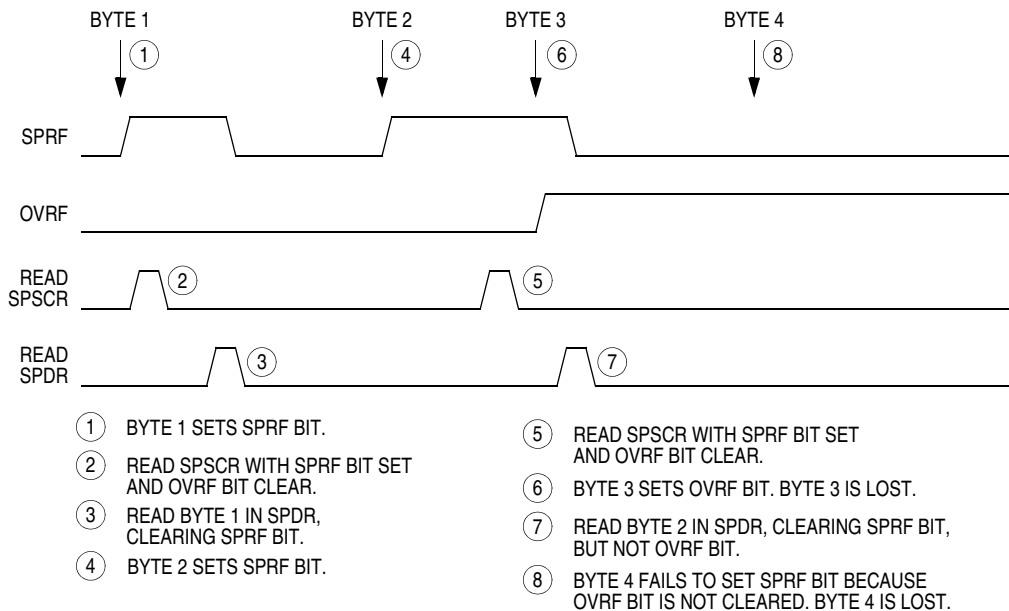 BYTE 1
BYTE 2
BYTE 3
BYTE 4
1
4
6
8
SPRF
OVRF
READ
SPSCR
2
5
READ
SPDR
3
7
1 BYTE 1 SETS SPRF BIT.
2 READ SPSCR WITH SPRF BIT SET
AND OVRF BIT CLEAR.
3 READ BYTE 1 IN SPDR,
CLEARING SPRF BIT.
4 BYTE 2 SETS SPRF BIT.
5 READ SPSCR WITH SPRF BIT SET
AND OVRF BIT CLEAR.
6 BYTE 3 SETS OVRF BIT. BYTE 3 IS LOST.
7 READ BYTE 2 IN SPDR, CLEARING SPRF BIT,
BUT NOT OVRF BIT.
8 BYTE 4 FAILS TO SET SPRF BIT BECAUSE
OVRF BIT IS NOT CLEARED. BYTE 4 IS LOST.